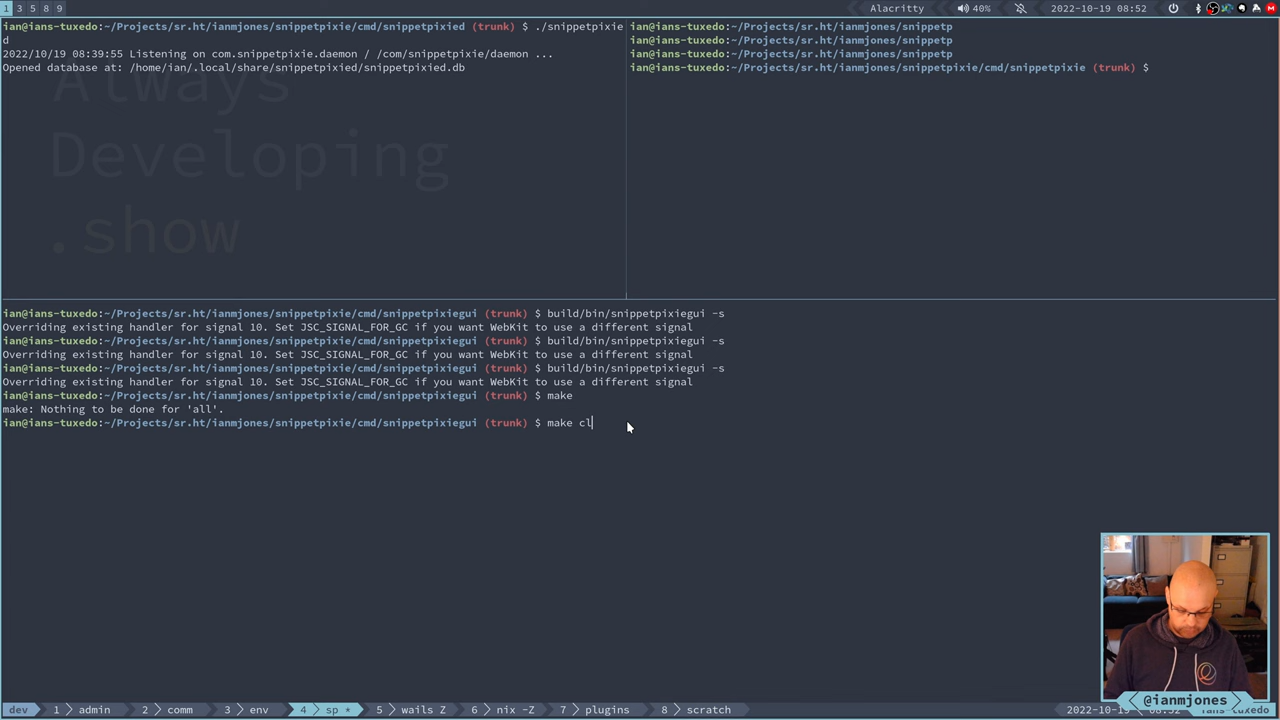 1 3 5 8 9
Alacritty 40% 2022-10-19 08:52
ian@ians-tuxedo:~/Projects/sr.ht/ianmjones/snippetpixie/cmd/snippetpixied (trunk) $ ./snippetpixie
d
2022/10/19 08:39:55 Listening on com.snippetpixie.daemon / /com/snippetpixie/daemon ...
Opened database at: /home/ian/.local/share/snippetpixied/snippetpixied.db
Always
Developing
.show
ian@ians-tuxedo:~/Projects/sr.ht/ianmjones/snippetp
ian@ians-tuxedo:~/Projects/sr.ht/ianmjones/snippetp
ian@ians-tuxedo:~/Projects/sr.ht/ianmjones/snippetp
ian@ians-tuxedo:~/Projects/sr.ht/ianmjones/snippetpixie/cmd/snippetpixie (trunk) $
ian@ians-tuxedo:~/Projects/sr.ht/ianmjones/snippetpixie/cmd/snippetpixiegui (trunk) $ build/bin/snippetpixiegui -s
Overriding existing handler for signal 10. Set JSC_SIGNAL_FOR_GC if you want WebKit to use a different signal
ian@ians-tuxedo:~/Projects/sr.ht/ianmjones/snippetpixie/cmd/snippetpixiegui (trunk) $ build/bin/snippetpixiegui -s
Overriding existing handler for signal 10. Set JSC_SIGNAL_FOR_GC if you want WebKit to use a different signal
ian@ians-tuxedo:~/Projects/sr.ht/ianmjones/snippetpixie/cmd/snippetpixiegui (trunk) $ build/bin/snippetpixiegui -s
Overriding existing handler for signal 10. Set JSC_SIGNAL_FOR_GC if you want WebKit to use a different signal
ian@ians-tuxedo:~/Projects/sr.ht/ianmjones/snippetpixie/cmd/snippetpixiegui (trunk) $ make
make: Nothing to be done for 'all'.
ian@ians-tuxedo:~/Projects/sr.ht/ianmjones/snippetpixie/cmd/snippetpixiegui (trunk) $ make cl
@ianmjones
dev 1 admin 2 comm 3 env 4 sp * 5 wails Z 6 nix -Z 7 plugins 8 scratch 2022-10-19 tuxedo